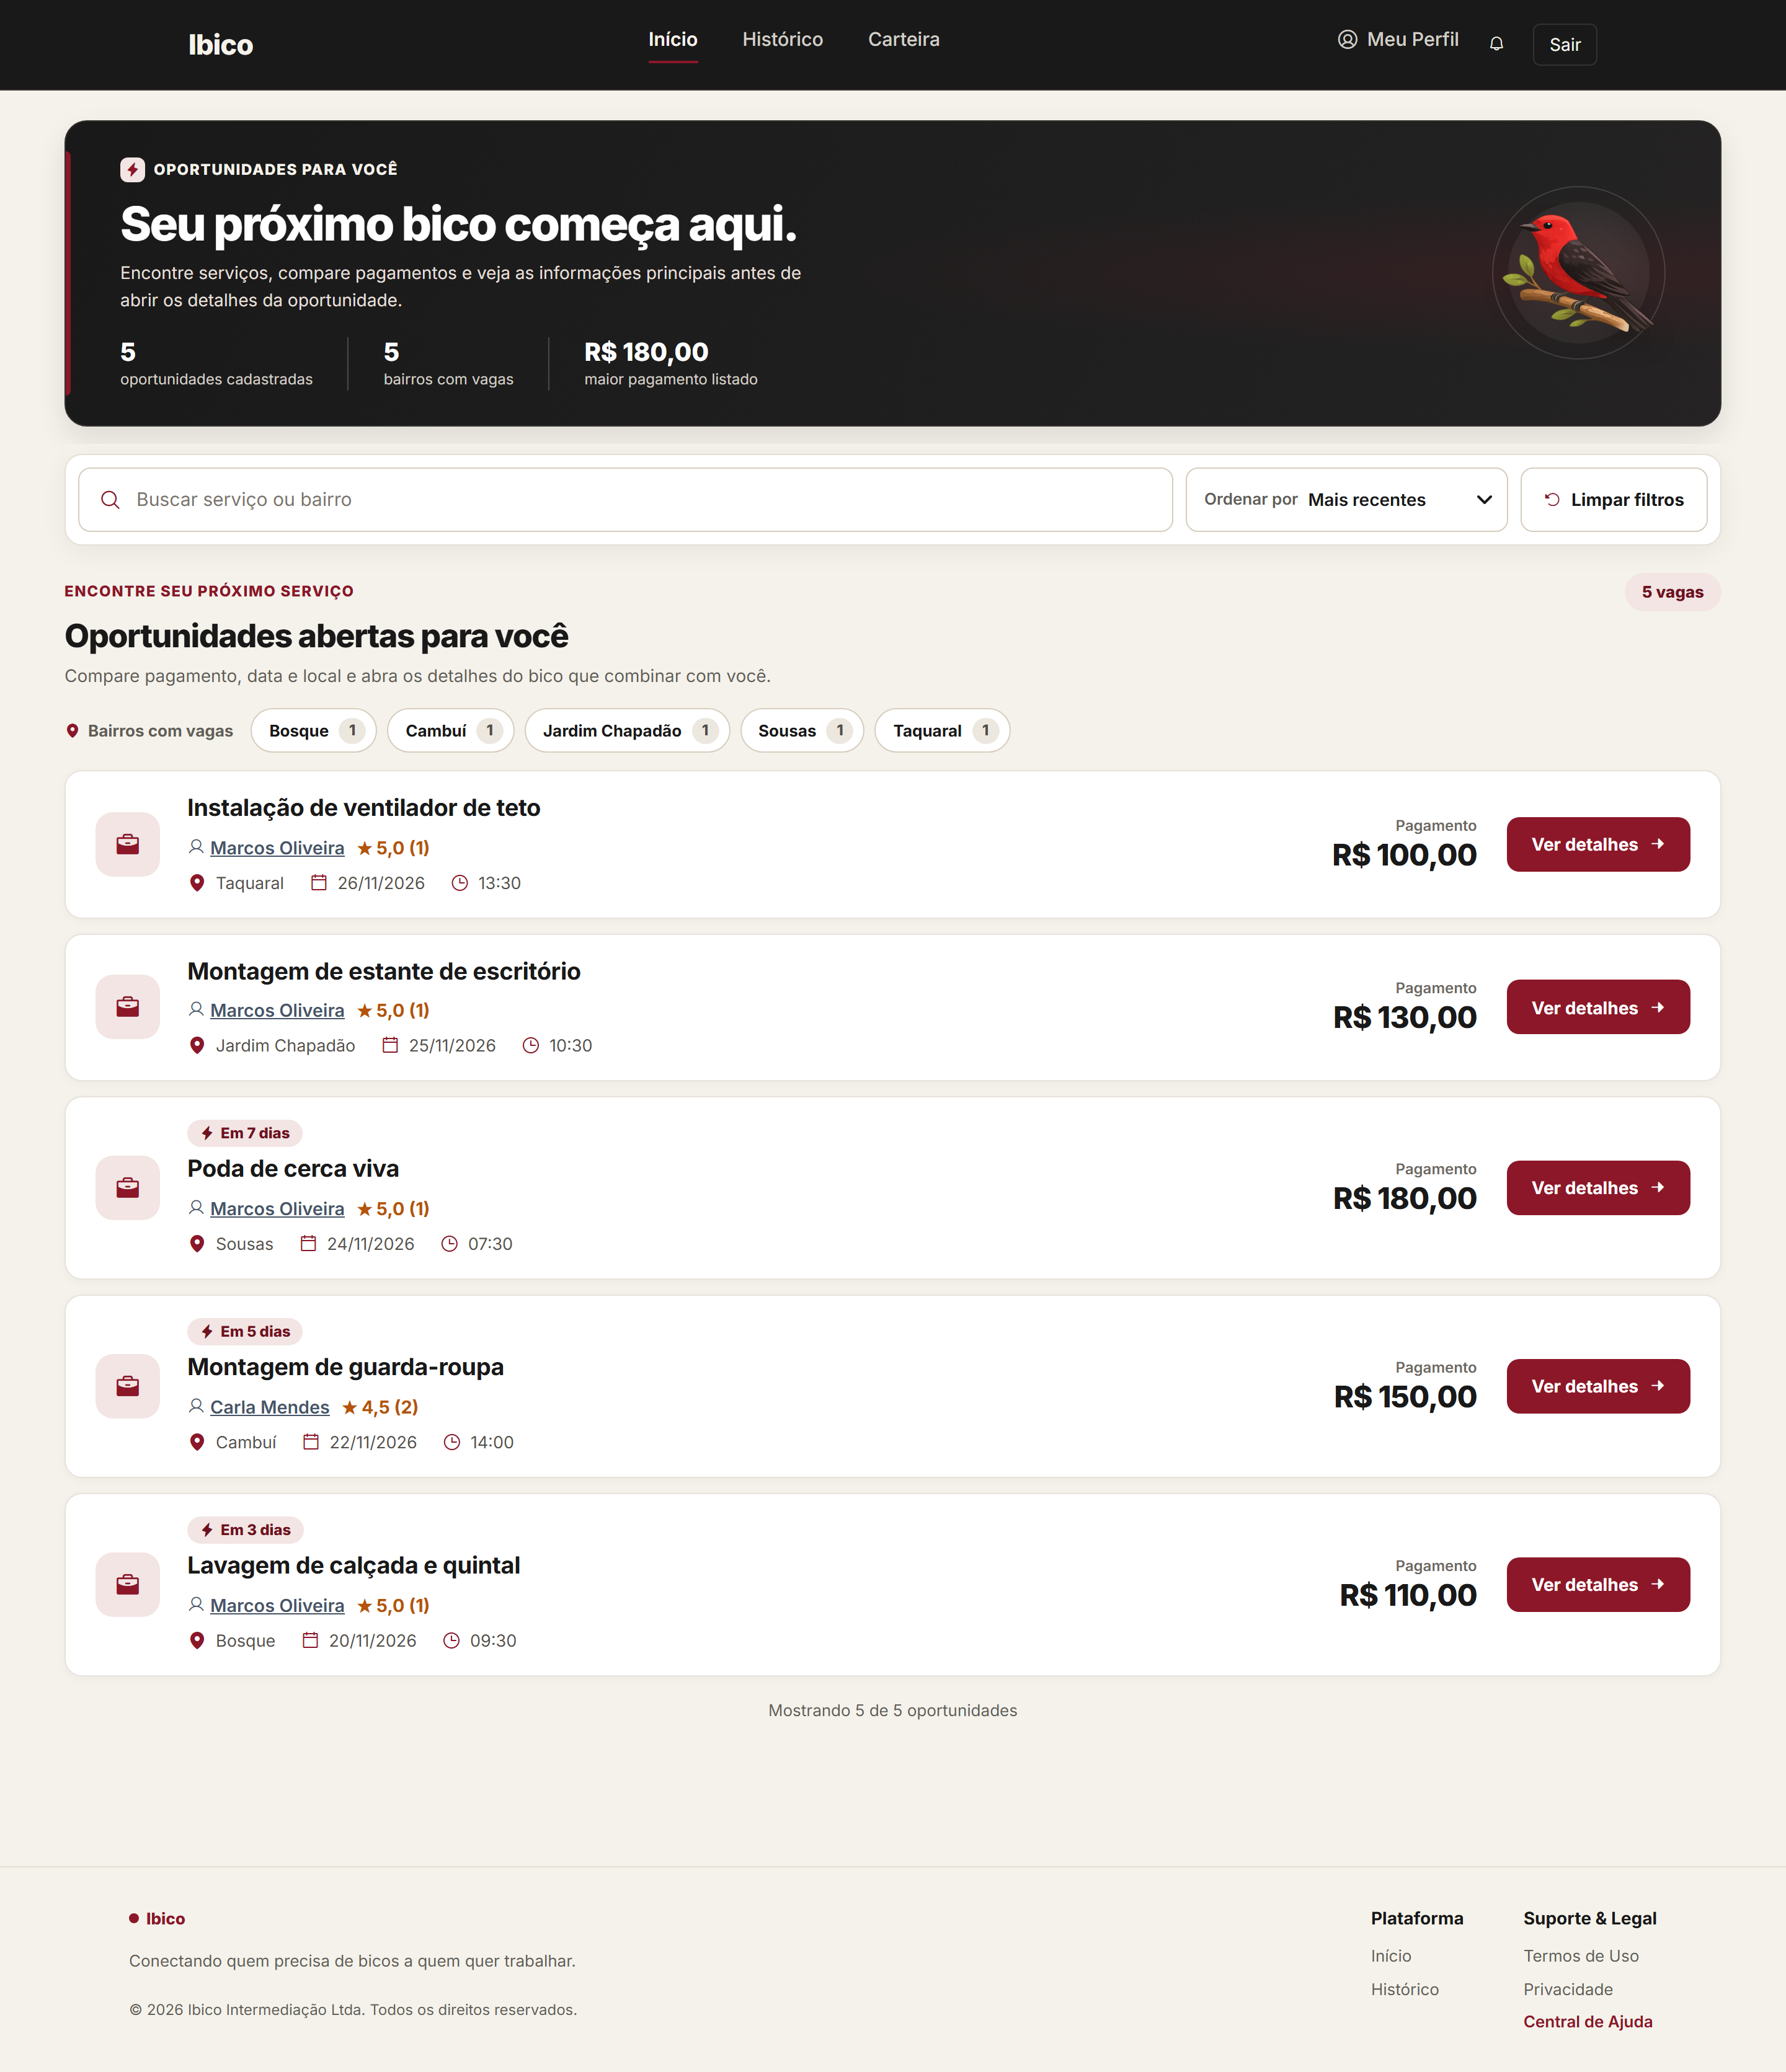 Ibico
Início
Histórico
Carteira
Meu Perfil
Sair
OPORTUNIDADES PARA VOCÊ
Seu próximo bico começa aqui.
Encontre serviços, compare pagamentos e veja as informações principais antes de
abrir os detalhes da oportunidade.
5
oportunidades cadastradas
5
bairros com vagas
R$ 180,00
maior pagamento listado
Buscar serviço ou bairro
Ordenar por Mais recentes
Limpar filtros
ENCONTRE SEU PRÓXIMO SERVIÇO
5 vagas
Oportunidades abertas para você
Compare pagamento, data e local e abra os detalhes do bico que combinar com você.
Bairros com vagas
Bosque 1
Cambuí 1
Jardim Chapadão 1
Sousas 1
Taquaral 1
Instalação de ventilador de teto
Marcos Oliveira ★ 5,0 (1)
Taquaral 26/11/2026 13:30
Pagamento
R$ 100,00
Ver detalhes
Montagem de estante de escritório
Marcos Oliveira ★ 5,0 (1)
Jardim Chapadão 25/11/2026 10:30
Pagamento
R$ 130,00
Ver detalhes
Em 7 dias
Poda de cerca viva
Marcos Oliveira ★ 5,0 (1)
Sousas 24/11/2026 07:30
Pagamento
R$ 180,00
Ver detalhes
Em 5 dias
Montagem de guarda-roupa
Carla Mendes ★ 4,5 (2)
Cambuí 22/11/2026 14:00
Pagamento
R$ 150,00
Ver detalhes
Em 3 dias
Lavagem de calçada e quintal
Marcos Oliveira ★ 5,0 (1)
Bosque 20/11/2026 09:30
Pagamento
R$ 110,00
Ver detalhes
Mostrando 5 de 5 oportunidades
Ibico
Conectando quem precisa de bicos a quem quer trabalhar.
© 2026 Ibico Intermediação Ltda. Todos os direitos reservados.
Plataforma
Início
Histórico
Suporte & Legal
Termos de Uso
Privacidade
Central de Ajuda